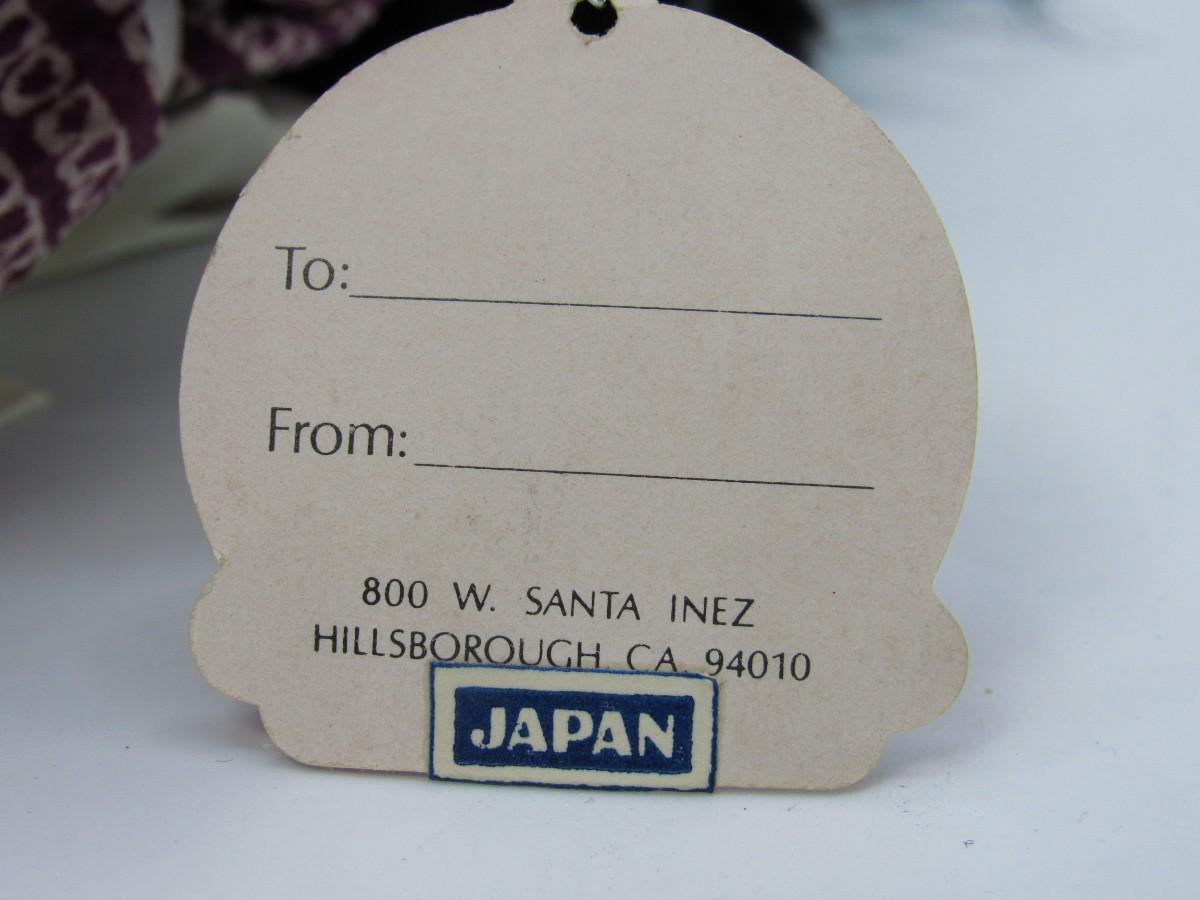 To:
From:
800 W. SANTA INEZ
HILLSBOROUGH CA 94010
JAPAN